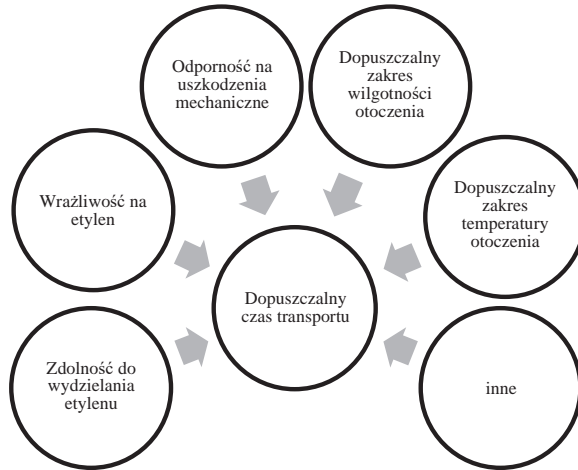 Odporność na
uszkodzenia
mechaniczne
Dopuszczalny
zakres
wilgotności
otoczenia
Wrażliwość na
etylen
Dopuszczalny
zakres
temperatury
otoczenia
Dopuszczalny
czas transportu
Zdolność do
wydzielania
etylenu
inne